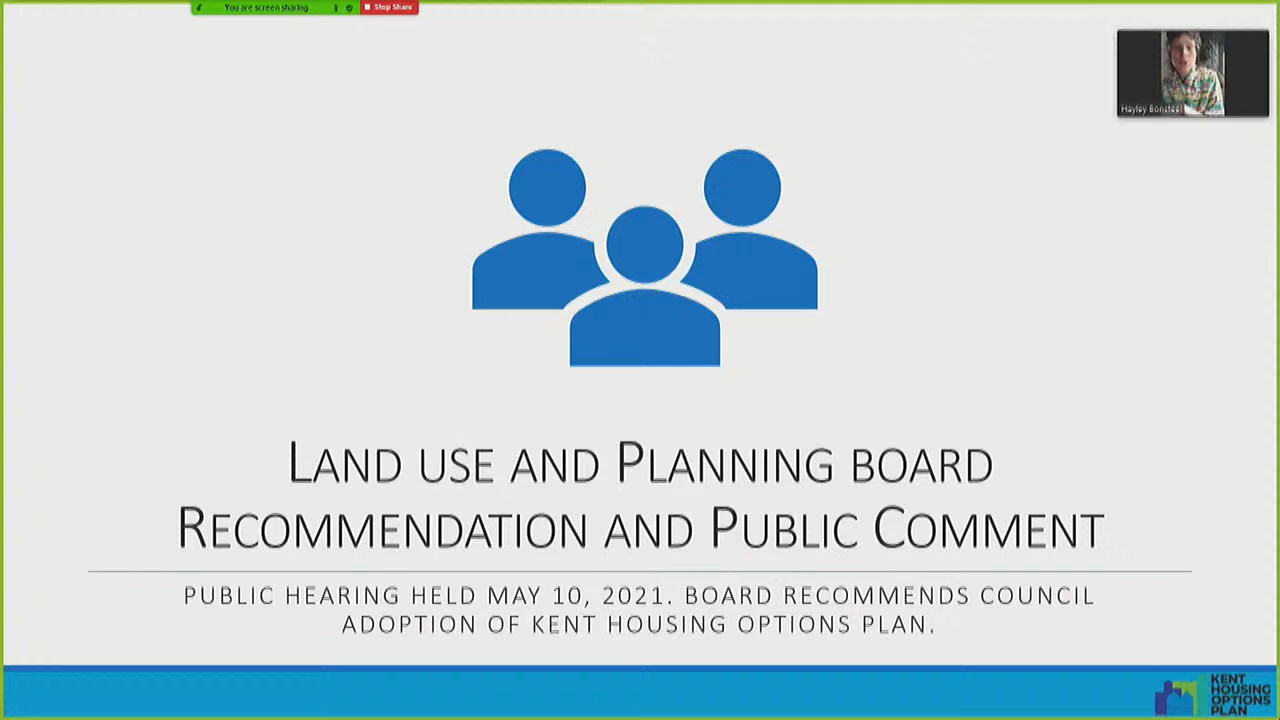 You are screen sharing
Stop Share
Hayley Bonsteel
LAND USE AND PLANNING BOARD
RECOMMENDATION AND PUBLIC COMMENT
PUBLIC HEARING HELD MAY 10, 2021. BOARD RECOMMENDS COUNCIL
ADOPTION OF KENT HOUSING OPTIONS PLAN.
KENT
HOUSING
OPTIONS
PLAN